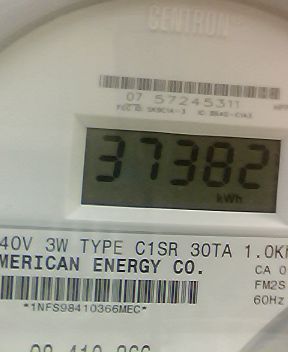 CENTRON
07 57245311
37382
kWh
40V 3W TYPE C1SR 30TA 1.0K
MERICAN ENERGY CO.
CA 0
FM2S
60Hz
*1NFS98410366MEC*